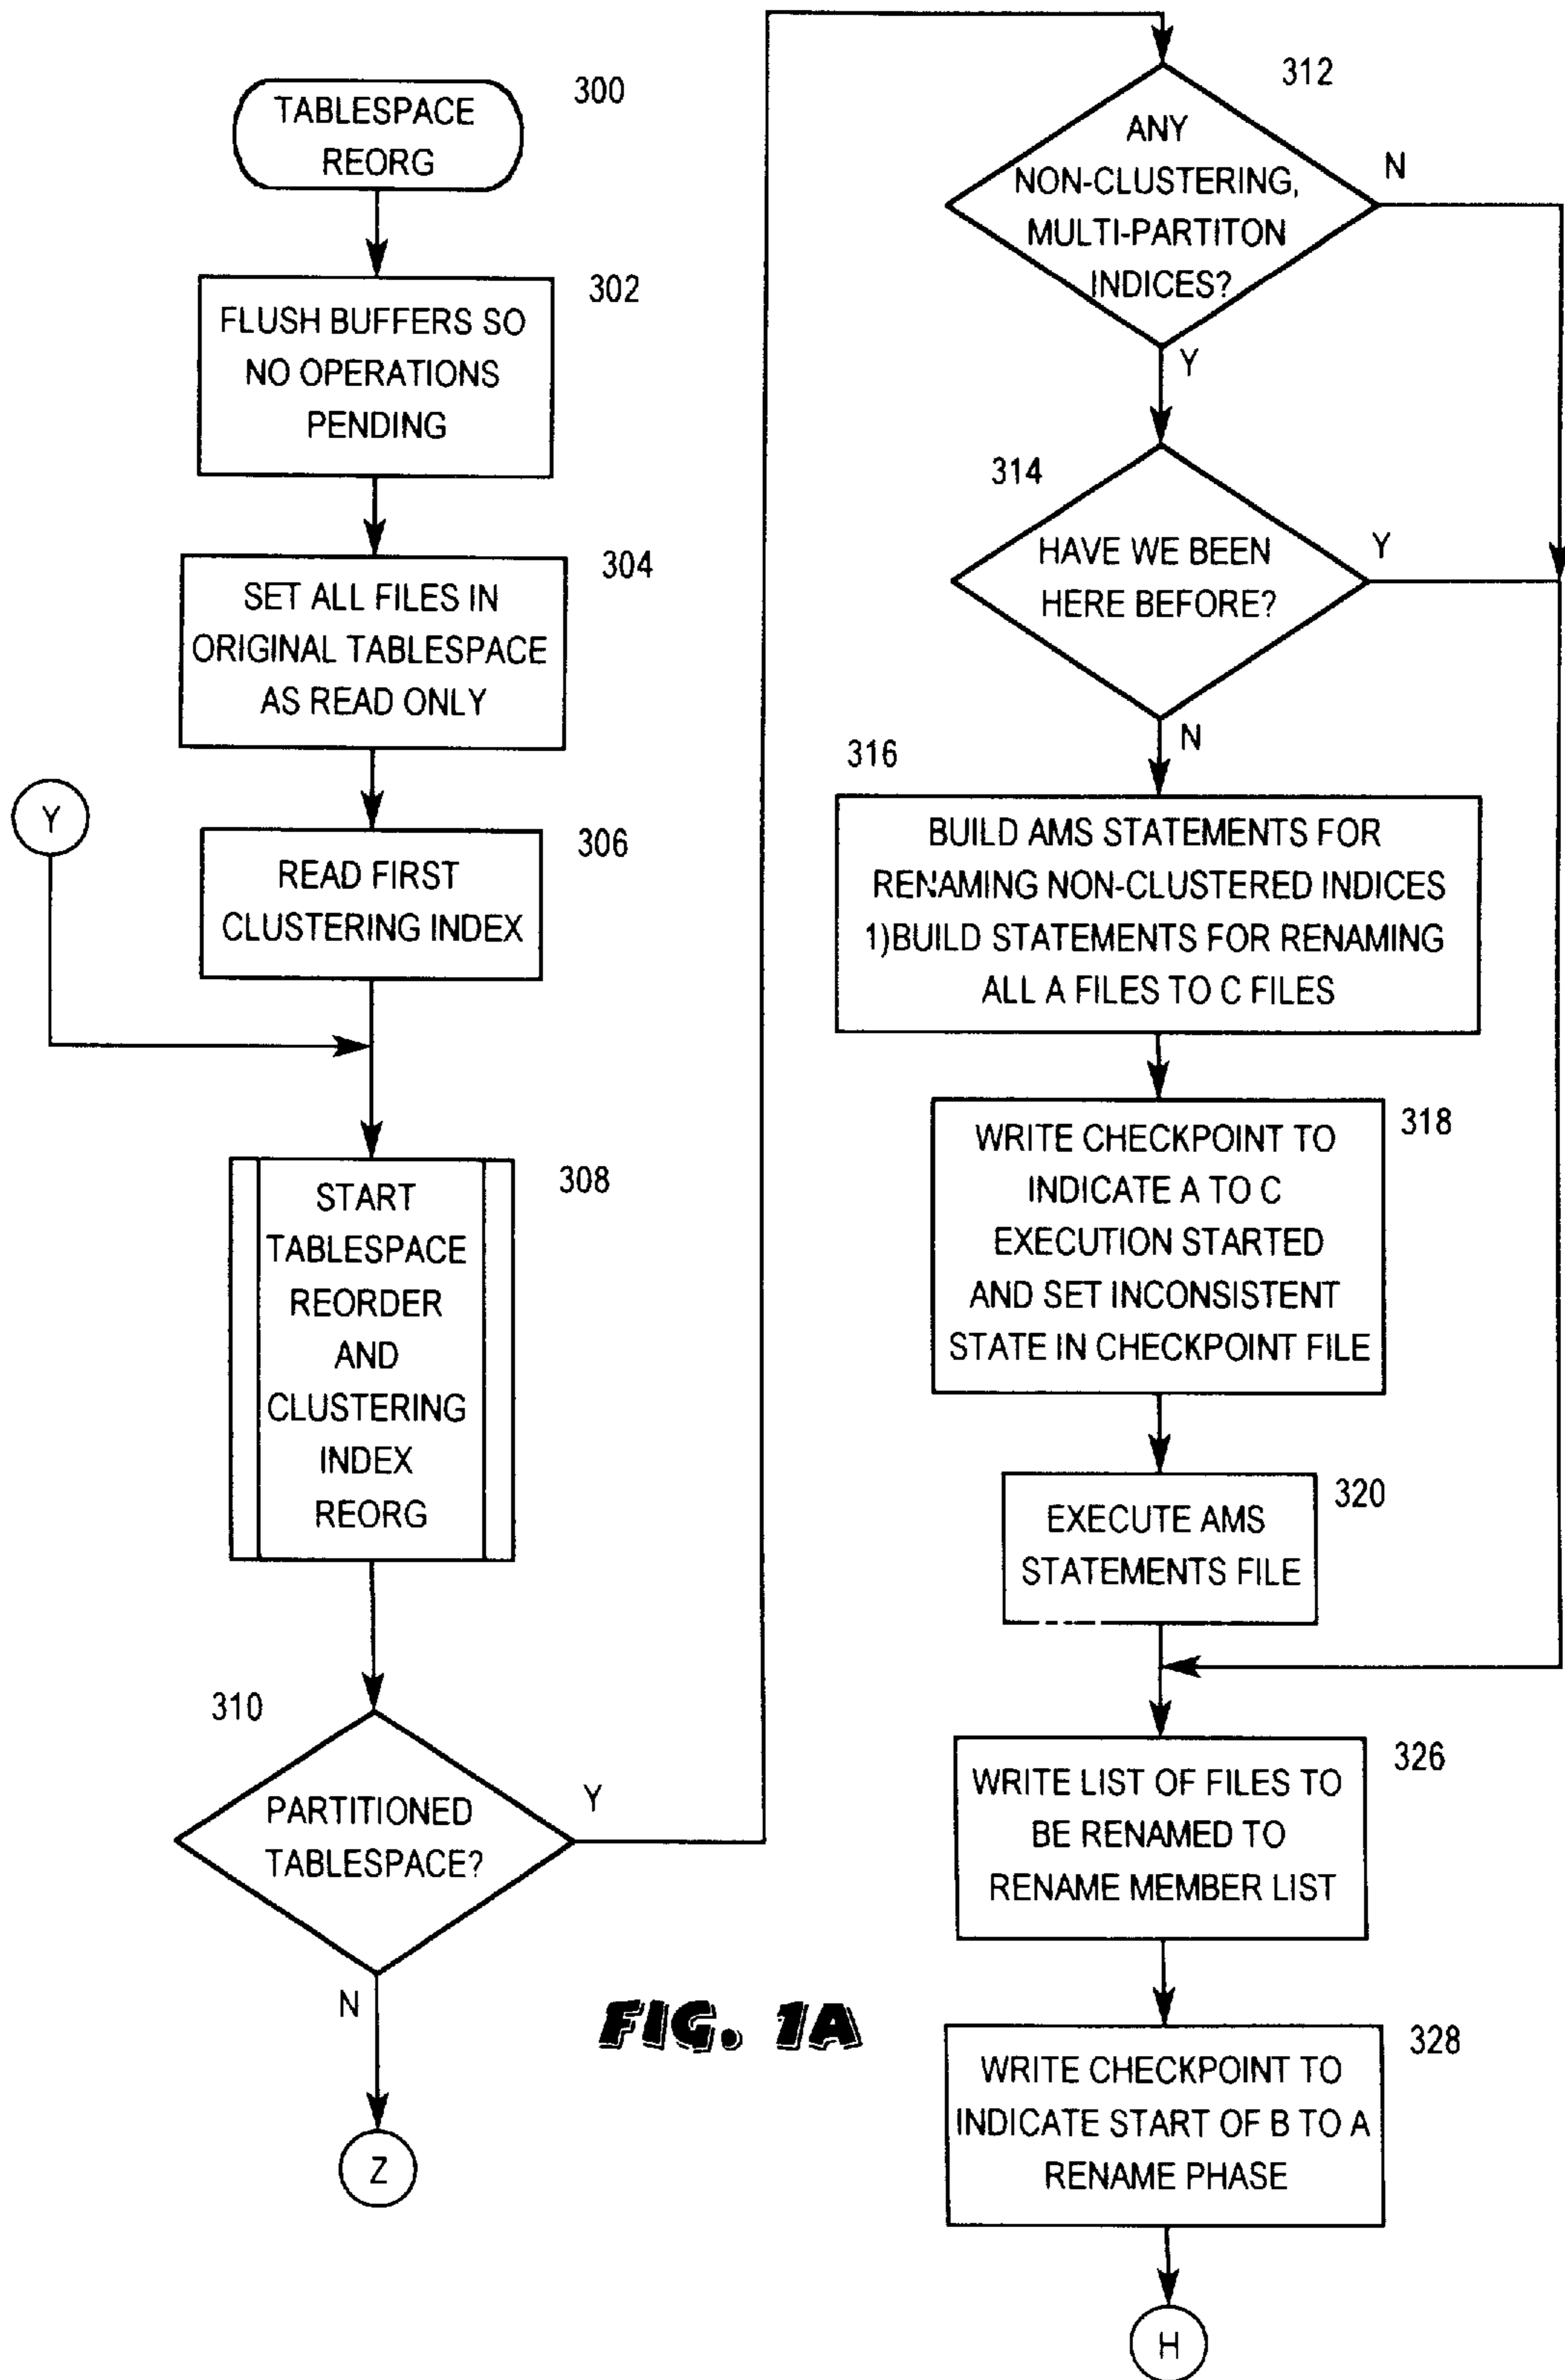 300
TABLESPACE
REORG
302
FLUSH BUFFERS SO
NO OPERATIONS
PENDING
304
SET ALL FILES IN
ORIGINAL TABLESPACE
AS READ ONLY
Y
306
READ FIRST
CLUSTERING INDEX
308
START
TABLESPACE
REORDER
AND
CLUSTERING
INDEX
REORG
310
PARTITIONED
TABLESPACE?
Y
N
Z
312
ANY
NON-CLUSTERING,
MULTI-PARTITON
INDICES?
N
Y
314
HAVE WE BEEN
HERE BEFORE?
Y
N
316
BUILD AMS STATEMENTS FOR
RENAMING NON-CLUSTERED INDICES
1)BUILD STATEMENTS FOR RENAMING
ALL A FILES TO C FILES
318
WRITE CHECKPOINT TO
INDICATE A TO C
EXECUTION STARTED
AND SET INCONSISTENT
STATE IN CHECKPOINT FILE
320
EXECUTE AMS
STATEMENTS FILE
326
WRITE LIST OF FILES TO
BE RENAMED TO
RENAME MEMBER LIST
328
WRITE CHECKPOINT TO
INDICATE START OF B TO A
RENAME PHASE
H
FIG. 1A